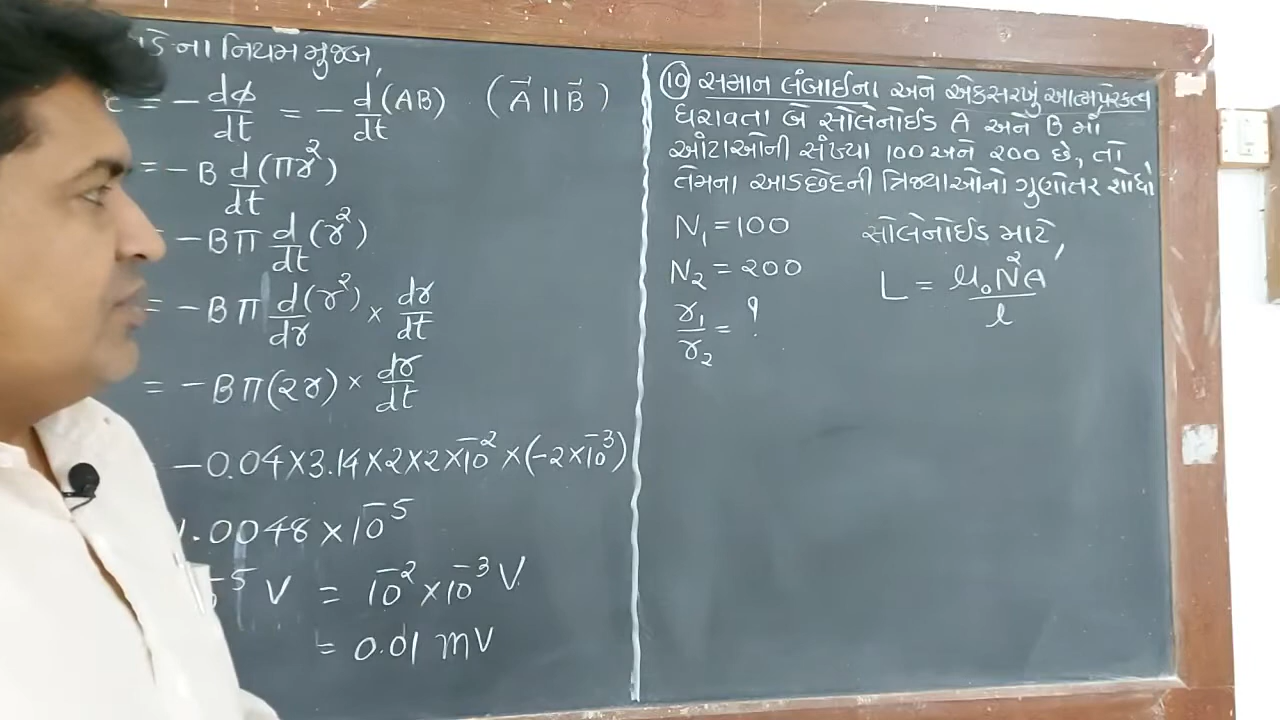 ના નિયમ મુજબ,
= - dφ/dt = - d/dt (AB) (A⃗ || B⃗)
= - B d/dt (πr²)
= - Bπ d/dt (r²)
= - Bπ d/dr (r²) × dr/dt
= - Bπ(2r) × dr/dt
- 0.04×3.14×2×2×10⁻² × (-2×10⁻³)
1.0048 × 10⁻⁵
⁻⁵ V = 10⁻² × 10⁻³ V
= 0.01 mV
(10) સમાન લંબાઈના અને એકસરખું આત્મપ્રેરકત્વ
ધરાવતા બે સોલેનોઈડ A અને B માં
આંટાઓની સંખ્યા 100 અને ૨00 છે, તો
તેમના આડછેદની ત્રિજ્યાઓનો ગુણોતર શોધો
N₁ = 100
N₂ = 200
r₁/r₂ = ?
સોલેનોઈડ માટે,
L = μ₀N²A/l